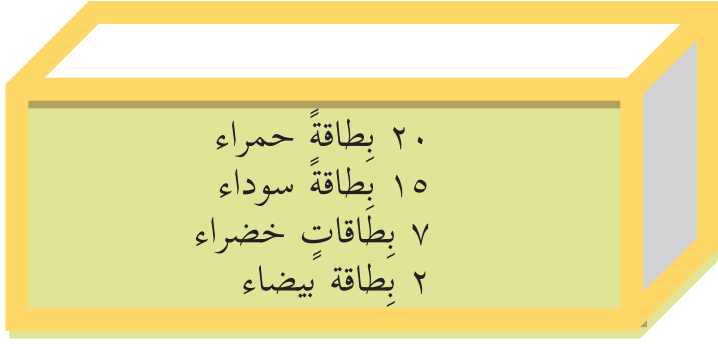 ٢٠ بِطاقةً حمراء
١٥ بِطاقةً سوداء
٧ بِطاقاتٍ خضراء
٢ بِطاقة بيضاء